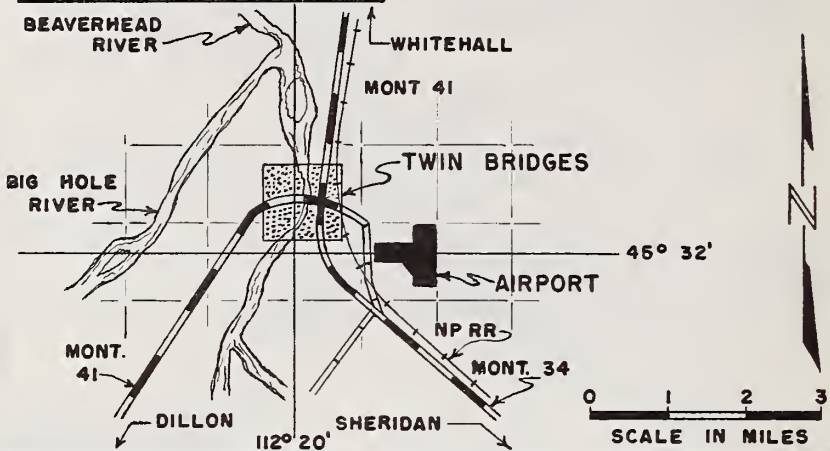 BEAVERHEAD
RIVER
WHITEHALL
MONT 41
TWIN BRIDGES
BIG HOLE
RIVER
N
45° 32'
AIRPORT
NP RR
MONT.
41
MONT. 34
DILLON
SHERIDAN
112° 20'
0 1 2 3
SCALE IN MILES